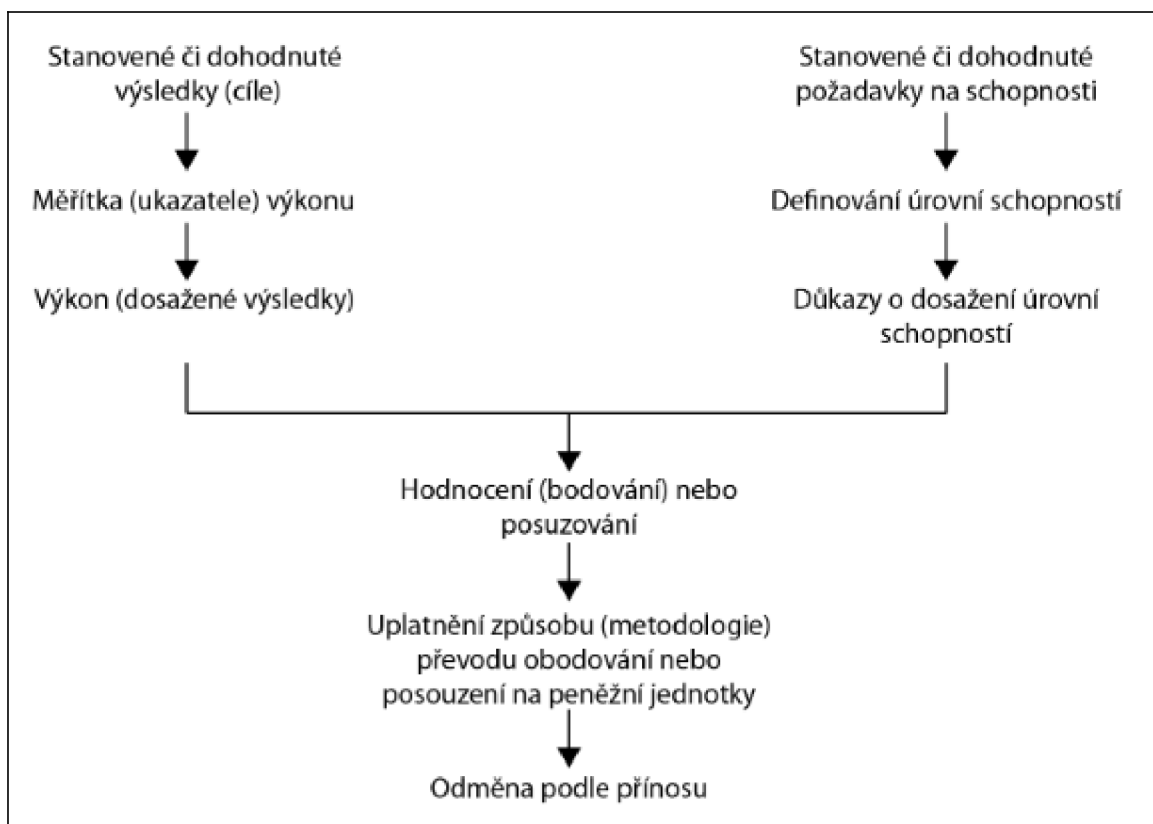 Stanovené či dohodnuté
výsledky (cíle)
Stanovené či dohodnuté
požadavky na schopnosti
Měřítka (ukazatele) výkonu
Definování úrovní schopností
Výkon (dosažené výsledky)
Důkazy o dosažení úrovní
schopností
Hodnocení (bodování) nebo
posuzování
Uplatnění způsobu (metodologie)
převodu obodování nebo
posouzení na peněžní jednotky
Odměna podle přínosu